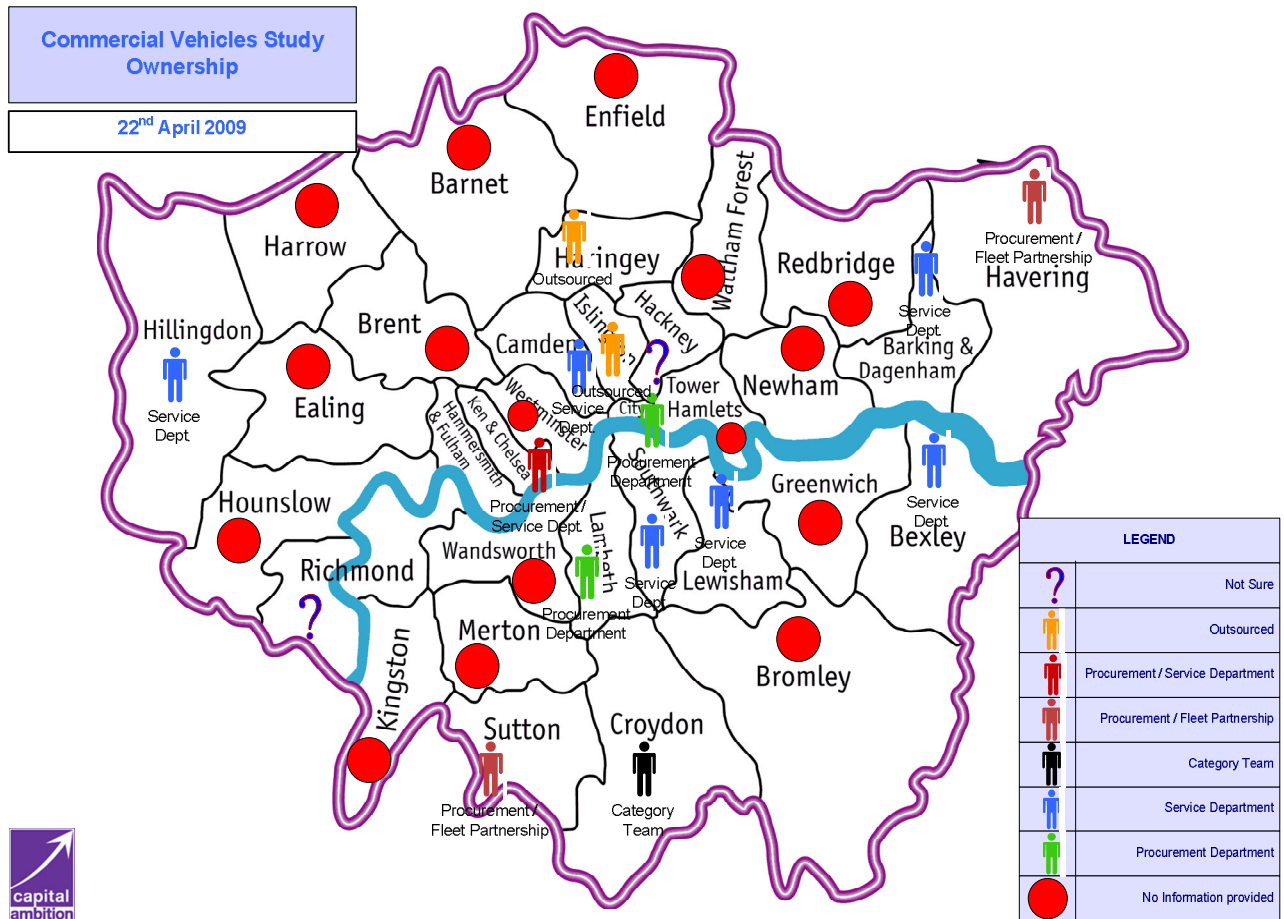 Commercial Vehicles Study
Ownership
22nd April 2009
Enfield
Barnet
Harrow
Haringey
Outsourced
Waltham Forest
Redbridge
Procurement /
Fleet Partnership
Havering
Service
Dept.
Barking &
Dagenham
Hillingdon
Service
Dept.
Brent
Camden
Service
Dept.
Islington
Outsourced
Hackney
?
Tower
Hamlets
Newham
Ealing
Westminster
City
Ken & Chelsea
Hammersmith
& Fulham
Procurement /
Service Dept.
Procurement
Department
Southwark
Service
Dept.
Greenwich
Service
Dept.
Lewisham
Service
Dept.
Bexley
Hounslow
Richmond
?
Wandsworth
Lambeth
Procurement
Department
Merton
Kingston
Bromley
Sutton
Procurement /
Fleet Partnership
Croydon
Category
Team
LEGEND
? Not Sure
Outsourced
Procurement / Service Department
Procurement / Fleet Partnership
Category Team
Service Department
Procurement Department
No Information provided
capital
ambition